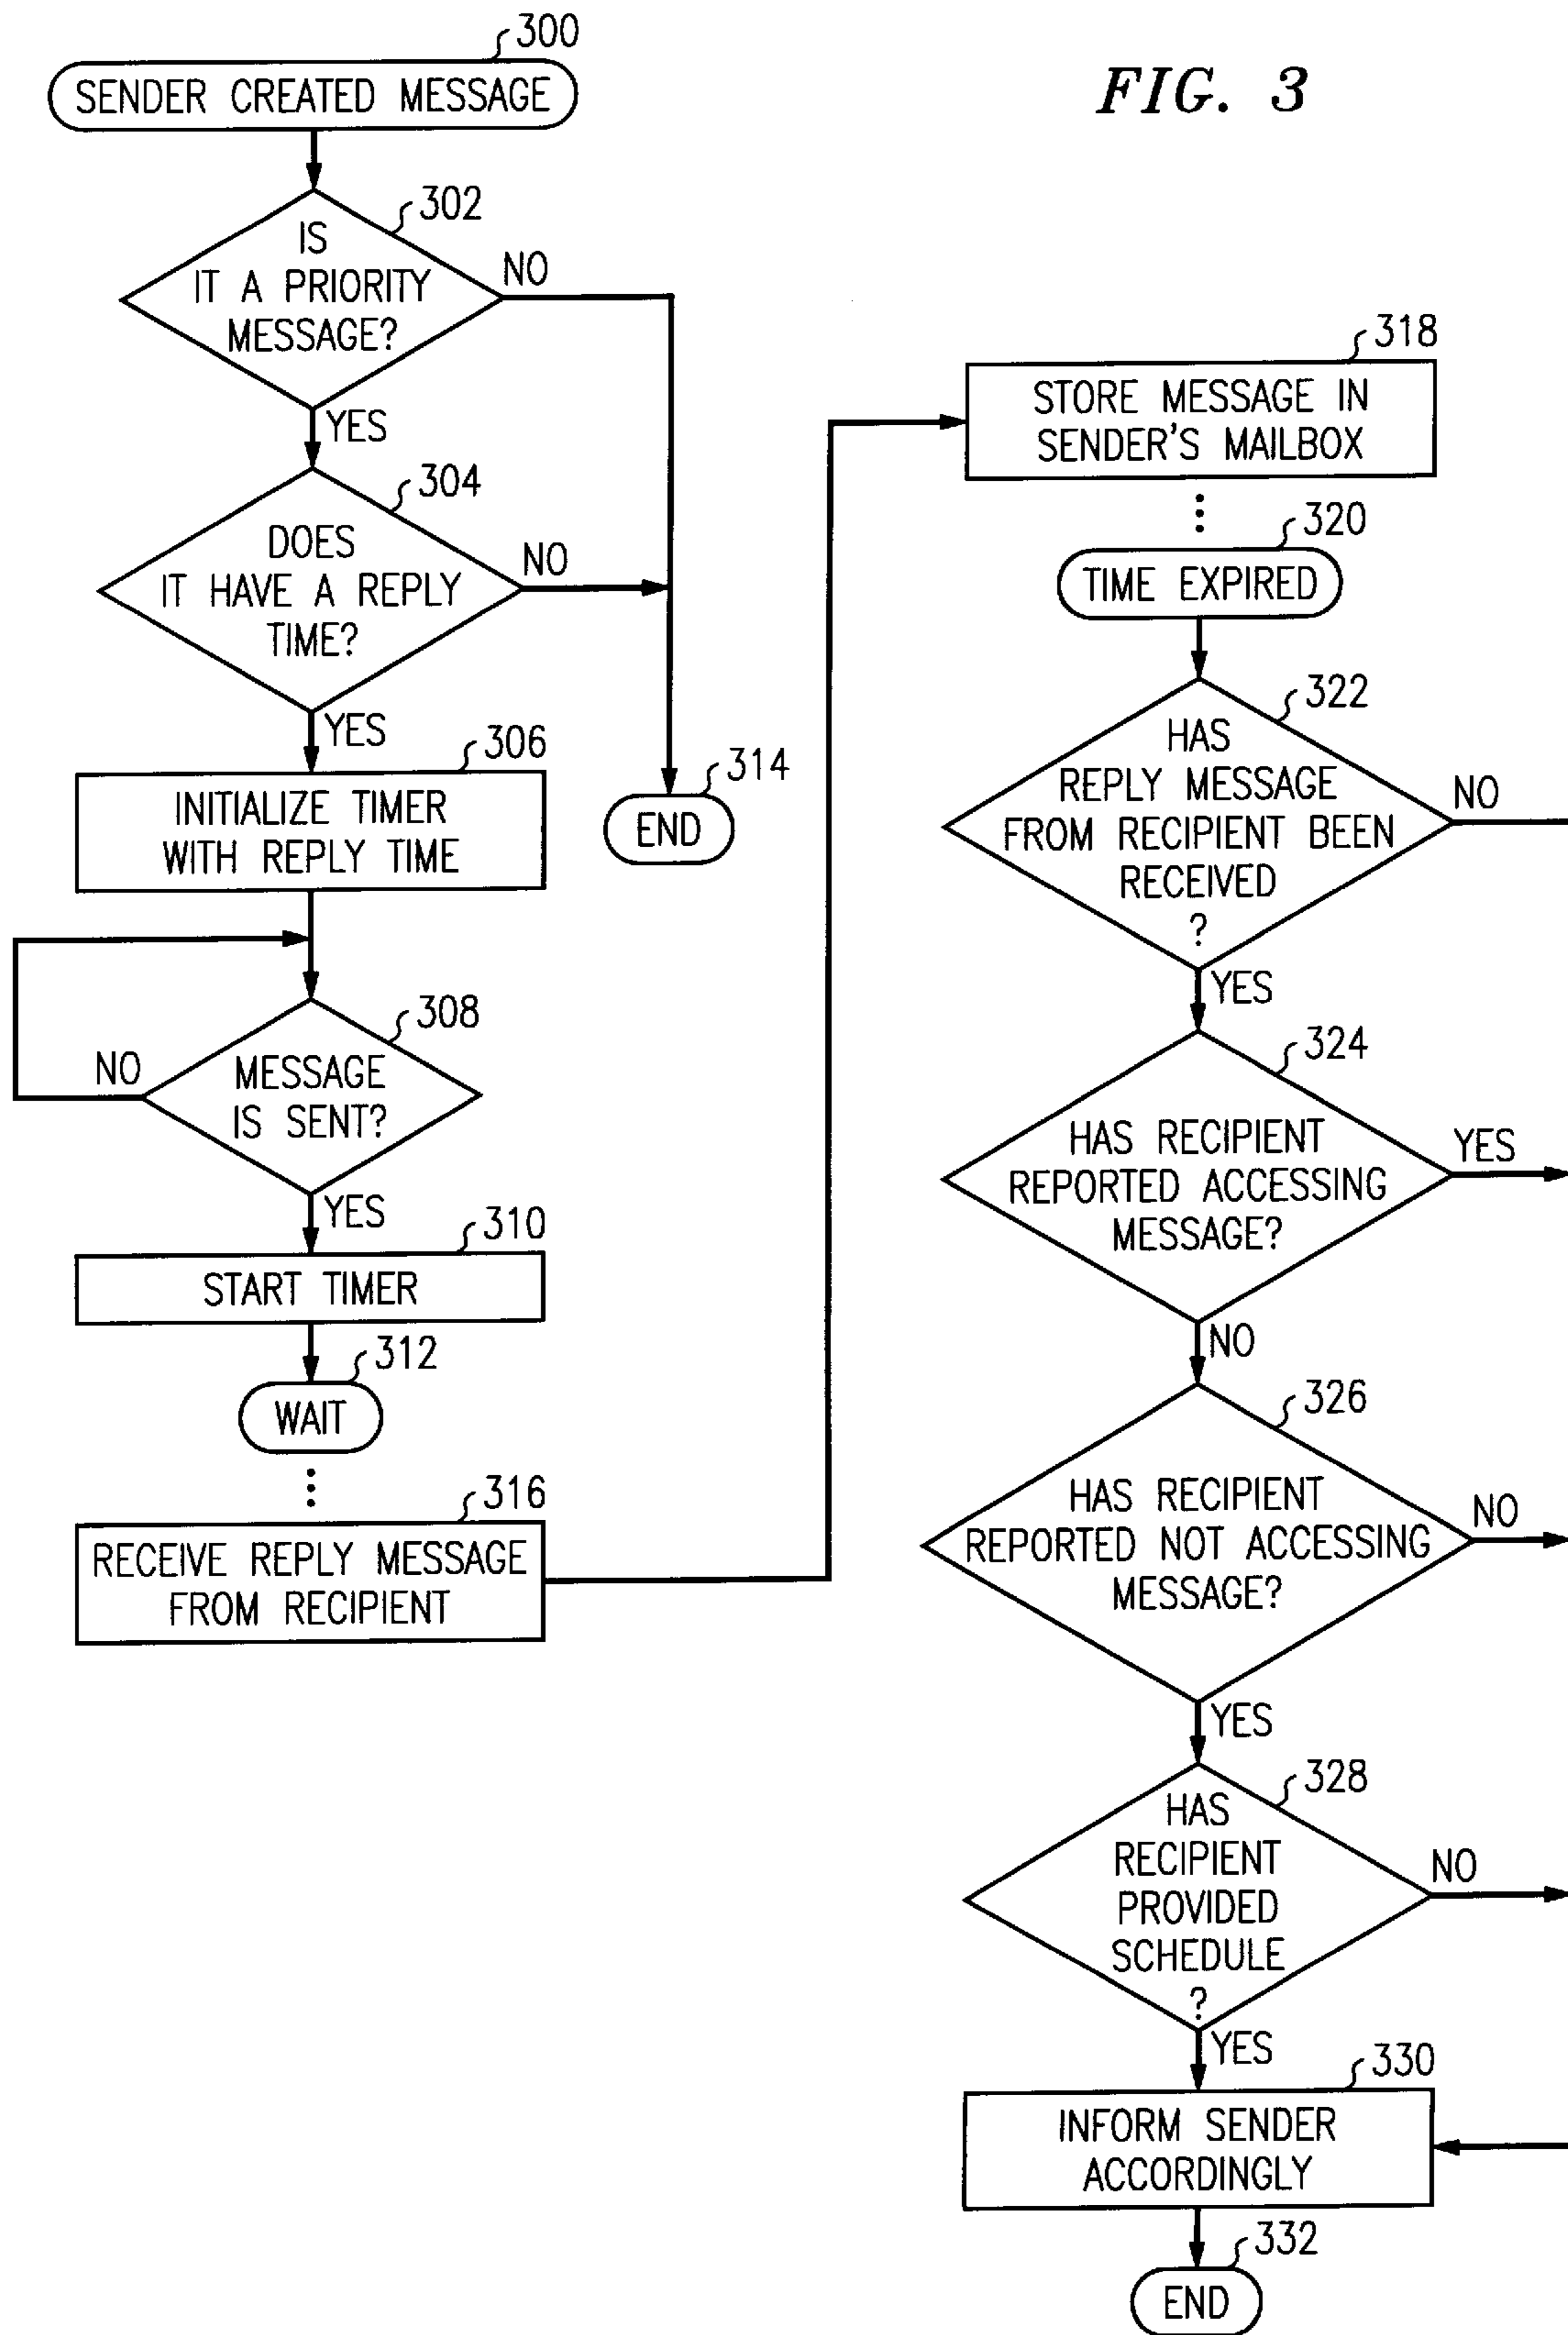 FIG. 3
300
SENDER CREATED MESSAGE
302
IS
IT A PRIORITY
MESSAGE?
NO
YES
304
DOES
IT HAVE A REPLY
TIME?
NO
YES
306
INITIALIZE TIMER
WITH REPLY TIME
314
END
308
MESSAGE
IS SENT?
NO
YES
310
START TIMER
312
WAIT
316
RECEIVE REPLY MESSAGE
FROM RECIPIENT
318
STORE MESSAGE IN
SENDER'S MAILBOX
320
TIME EXPIRED
322
HAS
REPLY MESSAGE
FROM RECIPIENT BEEN
RECEIVED
?
NO
YES
324
HAS RECIPIENT
REPORTED ACCESSING
MESSAGE?
YES
NO
326
HAS RECIPIENT
REPORTED NOT ACCESSING
MESSAGE?
NO
YES
328
HAS
RECIPIENT
PROVIDED
SCHEDULE
?
NO
YES
330
INFORM SENDER
ACCORDINGLY
332
END